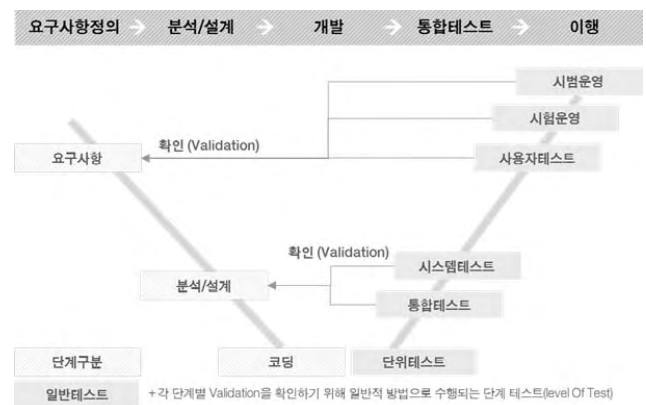 요구사항정의 분석/설계 개발 통합테스트 이행
시범운영
시험운영
확인 (Validation)
요구사항
사용자테스트
확인 (Validation)
시스템테스트
분석/설계
통합테스트
단계구분
코딩
단위테스트
일반테스트
+각 단계별 Validation을 확인하기 위해 일반적 방법으로 수행되는 단계 테스트(level Of Test)